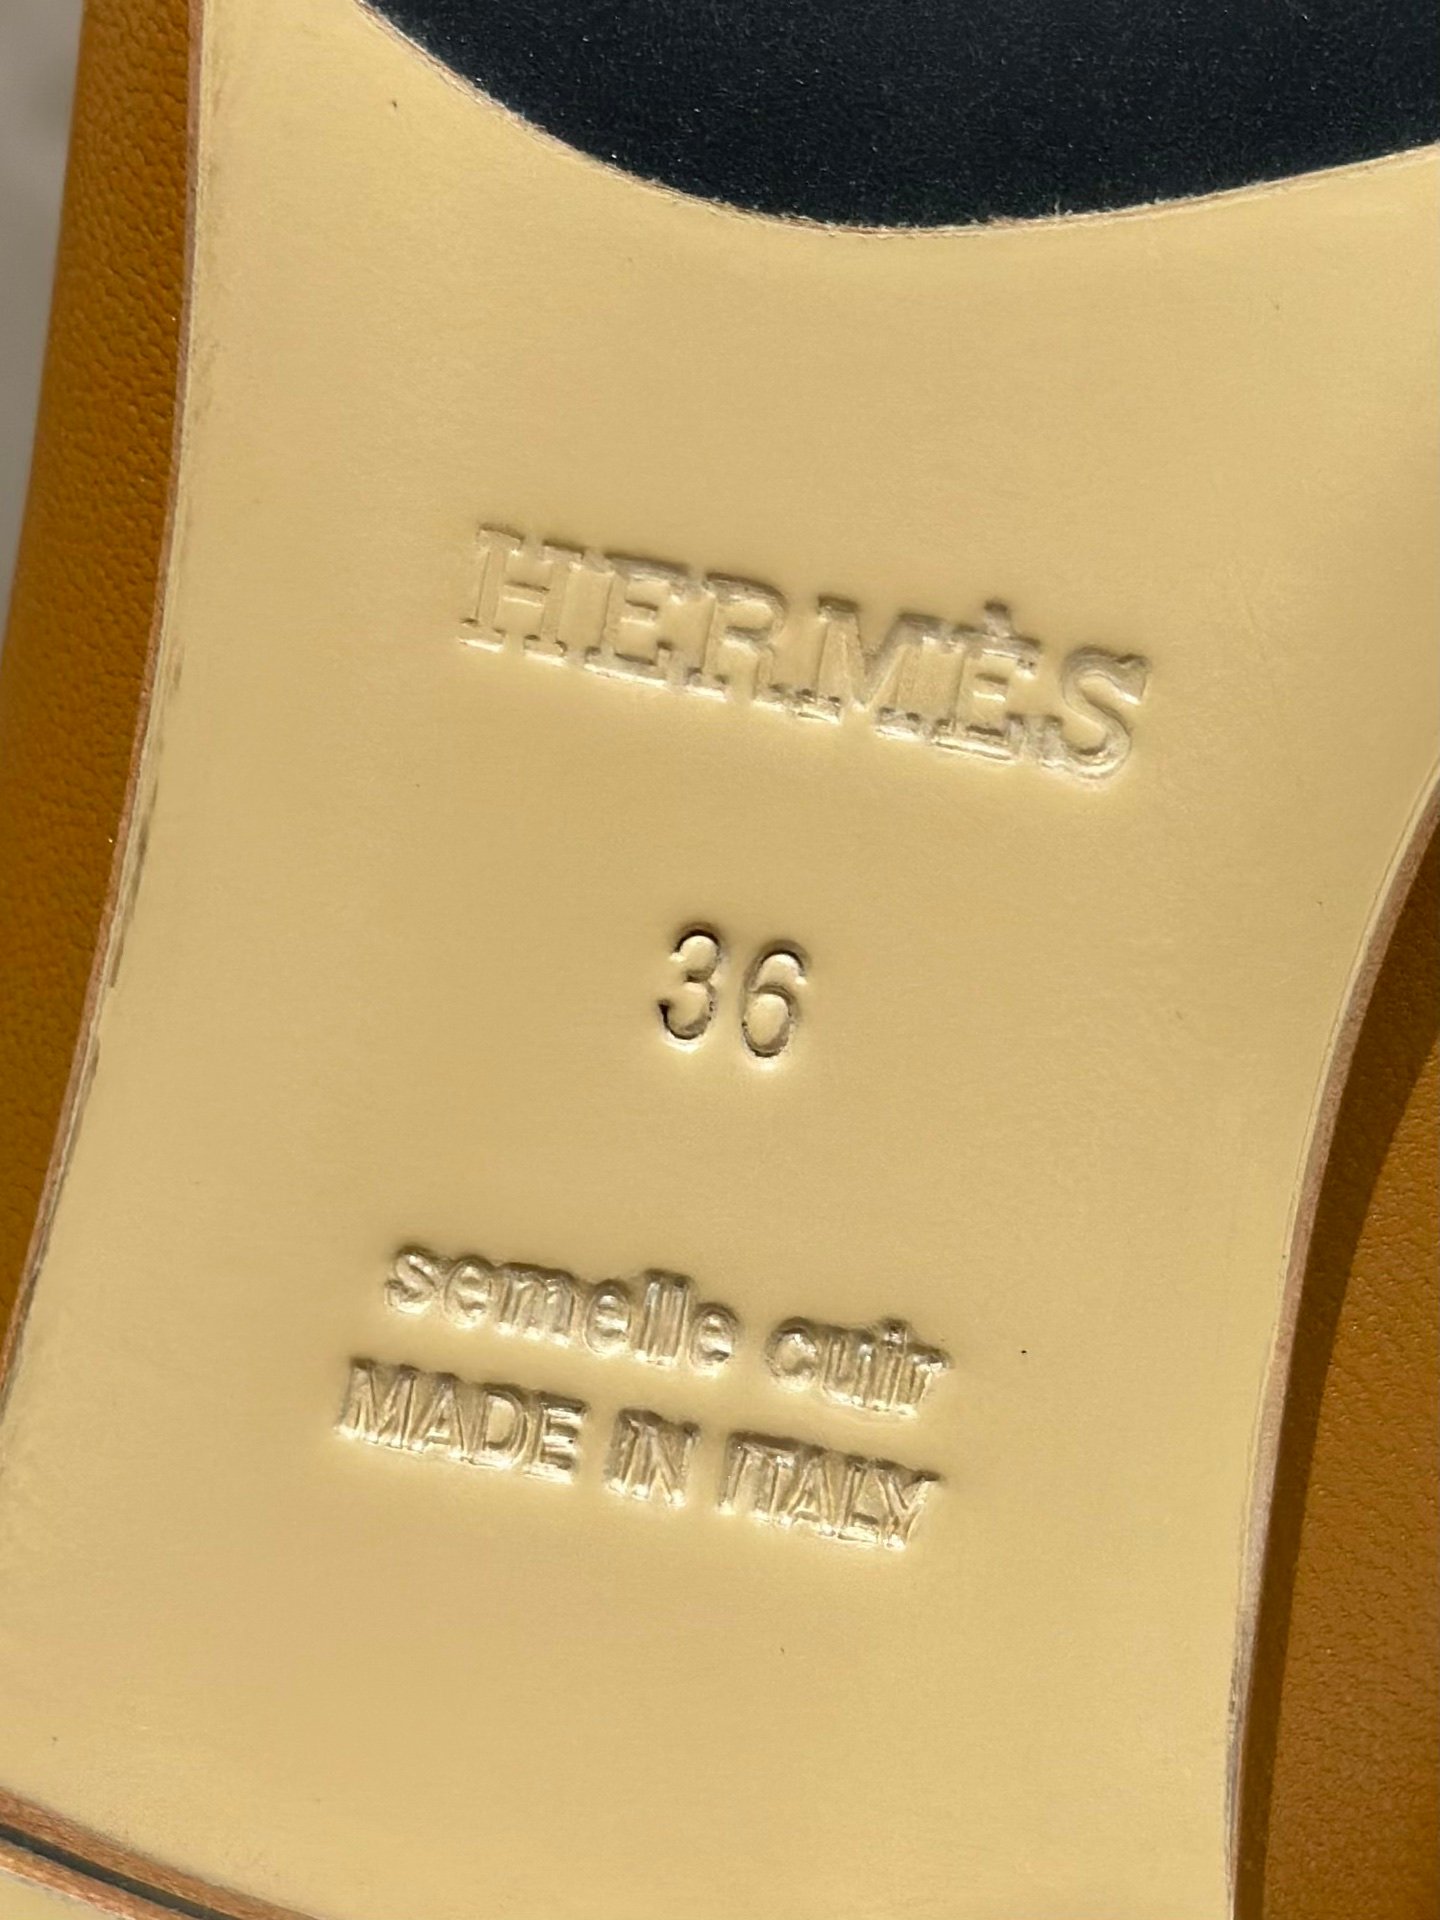 HERMÈS
36
semelle cuir
MADE IN ITALY